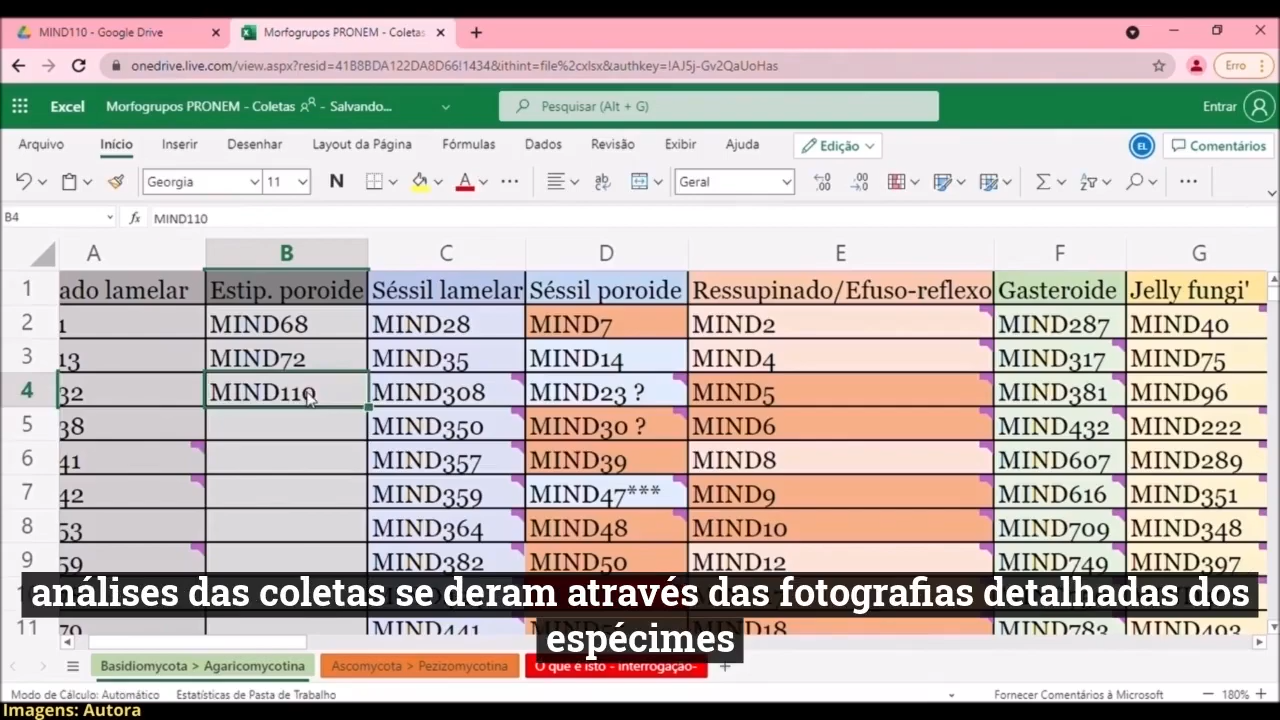 MIND110 - Google Drive
Morfogrupos PRONEM - Coletas
onedrive.live.com/view.aspx?resid=41B8BDA122DA8D66!1434&ithint=file%2cxlsx&authkey=!AJ5j-Gv2QaUoHas
Erro
Excel Morfogrupos PRONEM - Coletas - Salvando... Pesquisar (Alt + G) Entrar
Arquivo Início Inserir Desenhar Layout da Página Fórmulas Dados Revisão Exibir Ajuda Edição EL Comentários
Georgia 11 N Geral
B4 fx MIND110
A B C D E F G
1 ado lamelar Estip. poroide Séssil lamelar Séssil poroide Ressupinado/Efuso-reflexo Gasteroide Jelly fungi'
2 1 MIND68 MIND28 MIND7 MIND2 MIND287 MIND40
3 13 MIND72 MIND35 MIND14 MIND4 MIND317 MIND75
4 32 MIND110 MIND308 MIND23 ? MIND5 MIND381 MIND96
5 38 MIND350 MIND30 ? MIND6 MIND432 MIND222
6 41 MIND357 MIND39 MIND8 MIND607 MIND289
7 42 MIND359 MIND47*** MIND9 MIND616 MIND351
8 53 MIND364 MIND48 MIND10 MIND709 MIND348
9 59 MIND382 MIND50 MIND12 MIND749 MIND397
análises das coletas se deram através das fotografias detalhadas dos
espécimes
11 79 MIND441 MIND18 MIND783 MIND493
Basidiomycota > Agaricomycotina Ascomycota > Pezizomycotina O que é isto - interrogação-
Modo de Cálculo: Automático Estatísticas de Pasta de Trabalho Fornecer Comentários à Microsoft 180%
Imagens: Autora